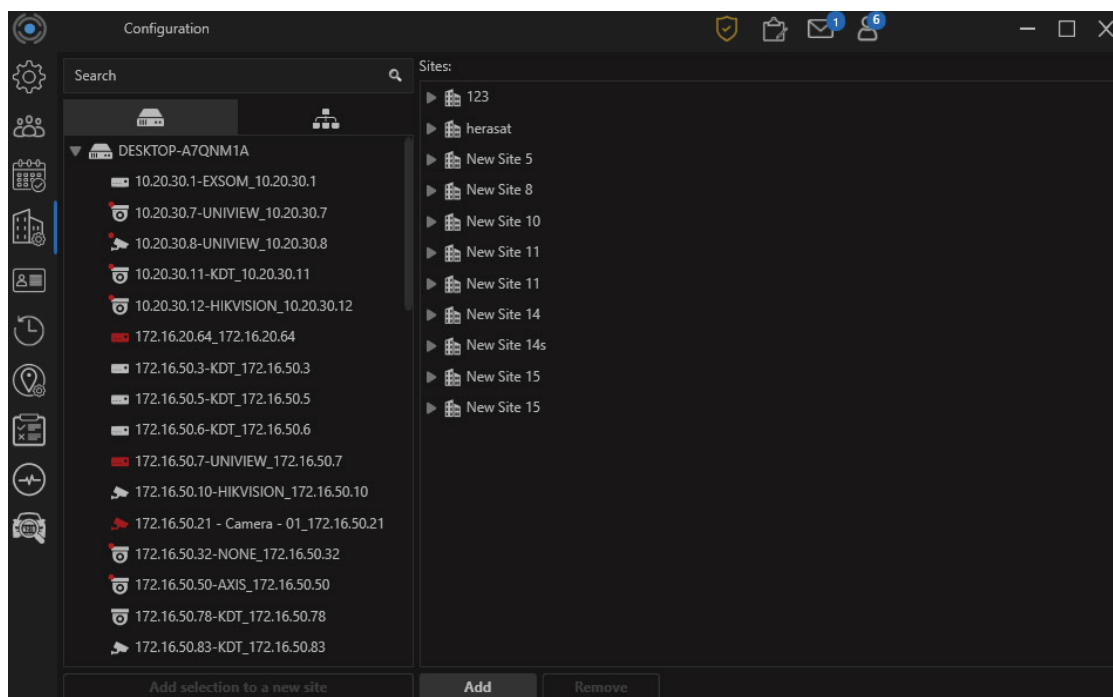 Configuration
1
6
Search
Sites:
DESKTOP-A7QNM1A
10.20.30.1-EXSOM_10.20.30.1
10.20.30.7-UNIVIEW_10.20.30.7
10.20.30.8-UNIVIEW_10.20.30.8
10.20.30.11-KDT_10.20.30.11
10.20.30.12-HIKVISION_10.20.30.12
172.16.20.64_172.16.20.64
172.16.50.3-KDT_172.16.50.3
172.16.50.5-KDT_172.16.50.5
172.16.50.6-KDT_172.16.50.6
172.16.50.7-UNIVIEW_172.16.50.7
172.16.50.10-HIKVISION_172.16.50.10
172.16.50.21 - Camera - 01_172.16.50.21
172.16.50.32-NONE_172.16.50.32
172.16.50.50-AXIS_172.16.50.50
172.16.50.78-KDT_172.16.50.78
172.16.50.83-KDT_172.16.50.83
Add selection to a new site
123
herasat
New Site 5
New Site 8
New Site 10
New Site 11
New Site 11
New Site 14
New Site 14s
New Site 15
New Site 15
Add
Remove